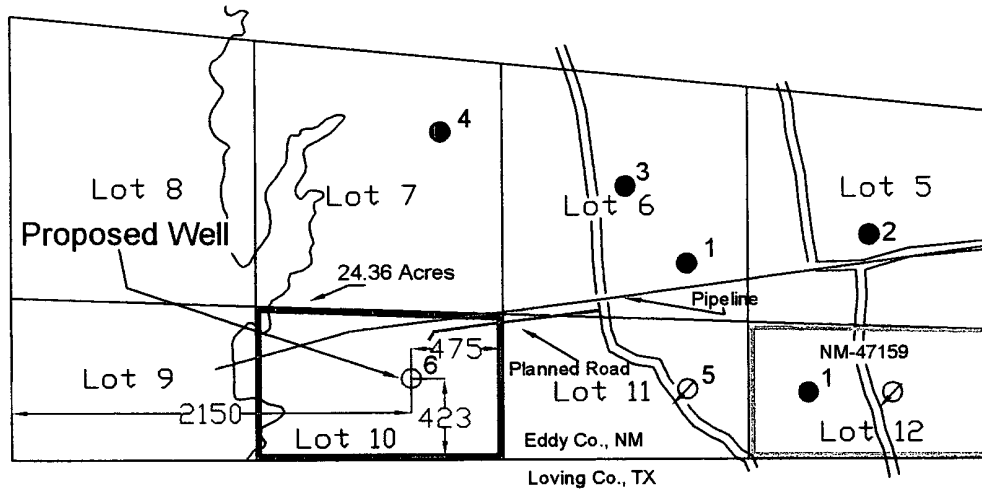 4
3
Lot 8
Lot 7
Lot 6
Lot 5
Proposed Well
2
1
24.36 Acres
Pipeline
475
6
NM-47159
Planned Road
Lot 9
Lot 11
5
1
2150
423
Lot 10
Lot 12
Eddy Co., NM
Loving Co., TX